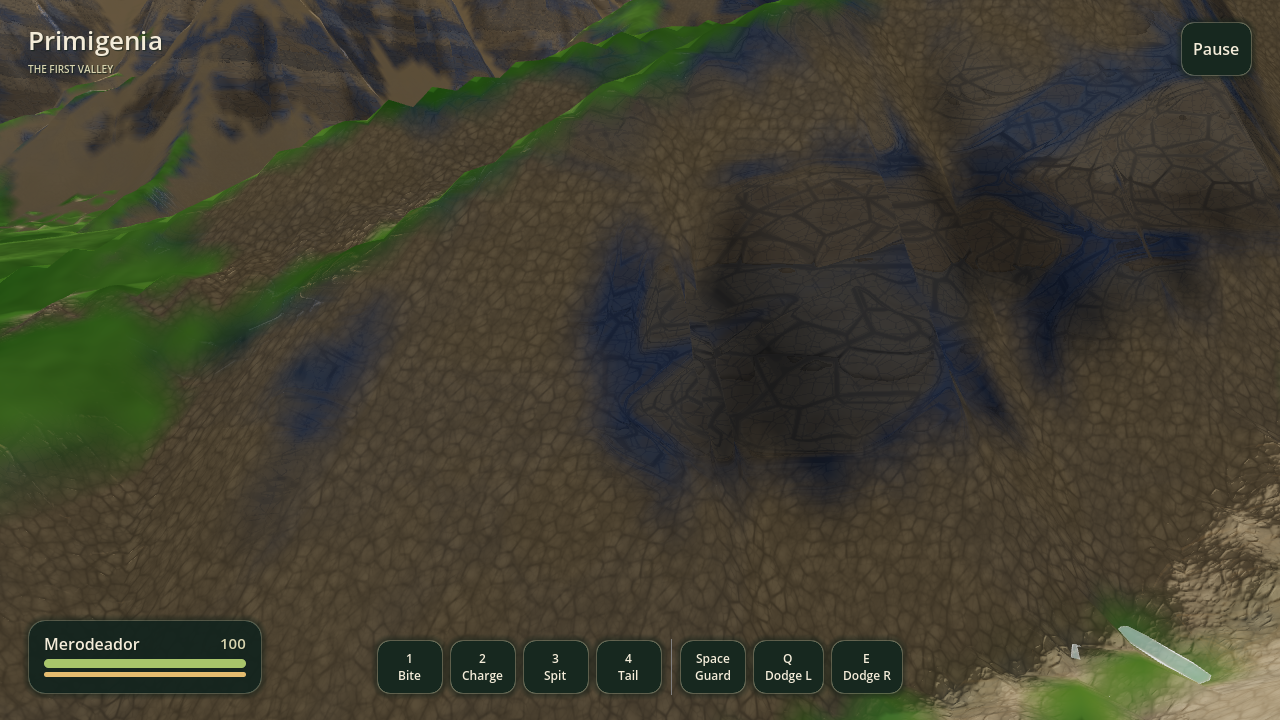 Primigenia
THE FIRST VALLEY
Pause
Merodeador 100
1 2 3 4 Space Q E
Bite Charge Spit Tail Guard Dodge L Dodge R